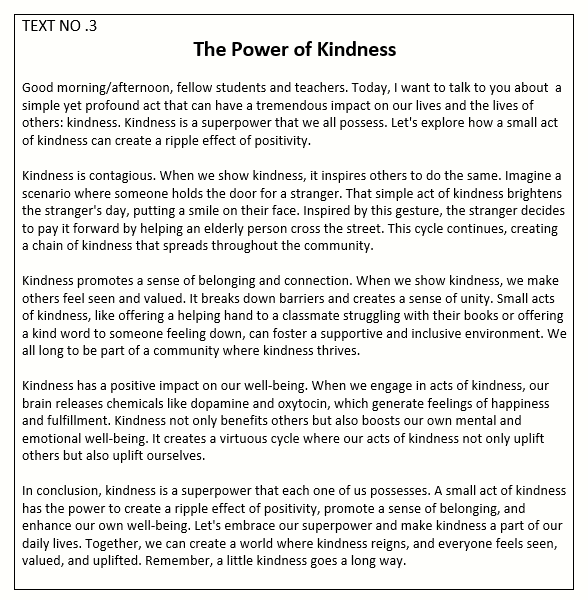 TEXT NO .3
The Power of Kindness
Good morning/afternoon, fellow students and teachers. Today, I want to talk to you about  a
simple yet profound act that can have a tremendous impact on our lives and the lives of
others: kindness. Kindness is a superpower that we all possess. Let's explore how a small act
of kindness can create a ripple effect of positivity.
Kindness is contagious. When we show kindness, it inspires others to do the same. Imagine a
scenario where someone holds the door for a stranger. That simple act of kindness brightens
the stranger's day, putting a smile on their face. Inspired by this gesture, the stranger decides
to pay it forward by helping an elderly person cross the street. This cycle continues, creating
a chain of kindness that spreads throughout the community.
Kindness promotes a sense of belonging and connection. When we show kindness, we make
others feel seen and valued. It breaks down barriers and creates a sense of unity. Small acts
of kindness, like offering a helping hand to a classmate struggling with their books or offering
a kind word to someone feeling down, can foster a supportive and inclusive environment. We
all long to be part of a community where kindness thrives.
Kindness has a positive impact on our well-being. When we engage in acts of kindness, our
brain releases chemicals like dopamine and oxytocin, which generate feelings of happiness
and fulfillment. Kindness not only benefits others but also boosts our own mental and
emotional well-being. It creates a virtuous cycle where our acts of kindness not only uplift
others but also uplift ourselves.
In conclusion, kindness is a superpower that each one of us possesses. A small act of kindness
has the power to create a ripple effect of positivity, promote a sense of belonging, and
enhance our own well-being. Let's embrace our superpower and make kindness a part of our
daily lives. Together, we can create a world where kindness reigns, and everyone feels seen,
valued, and uplifted. Remember, a little kindness goes a long way.